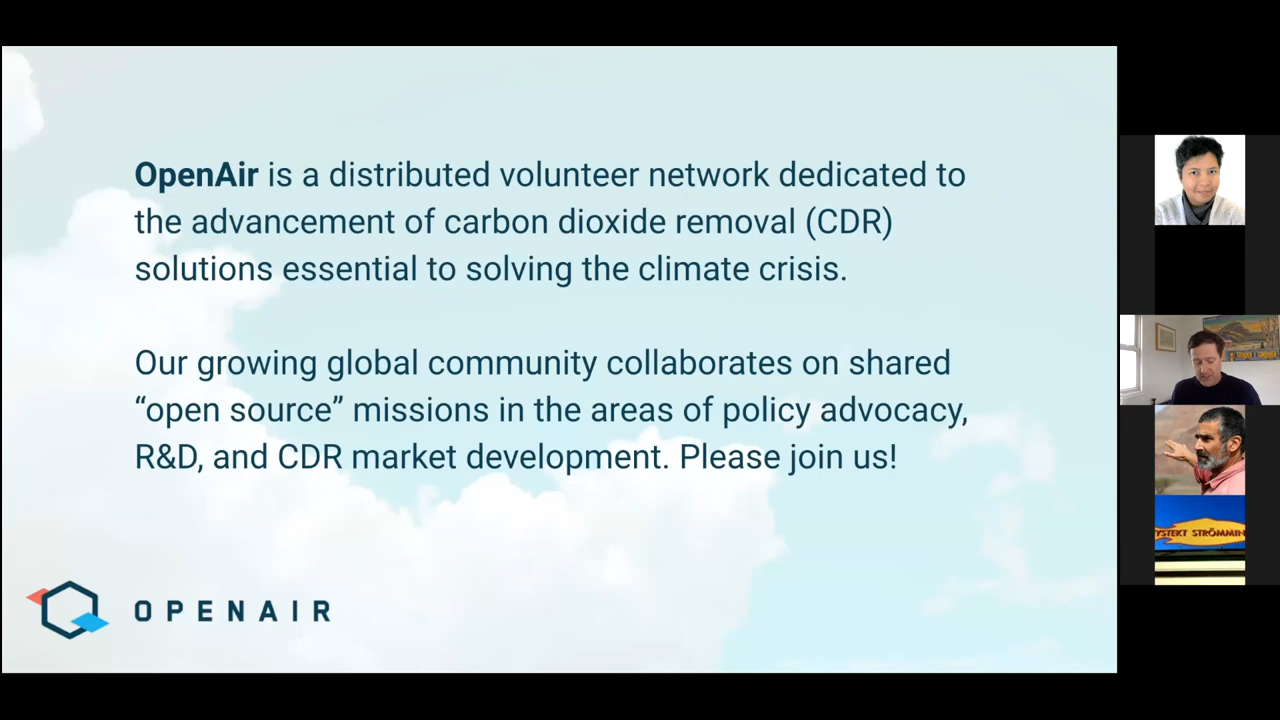 OpenAir is a distributed volunteer network dedicated to
the advancement of carbon dioxide removal (CDR)
solutions essential to solving the climate crisis.
Our growing global community collaborates on shared
“open source” missions in the areas of policy advocacy,
R&D, and CDR market development. Please join us!
OPENAIR
YSTEKT STRÖMMIN